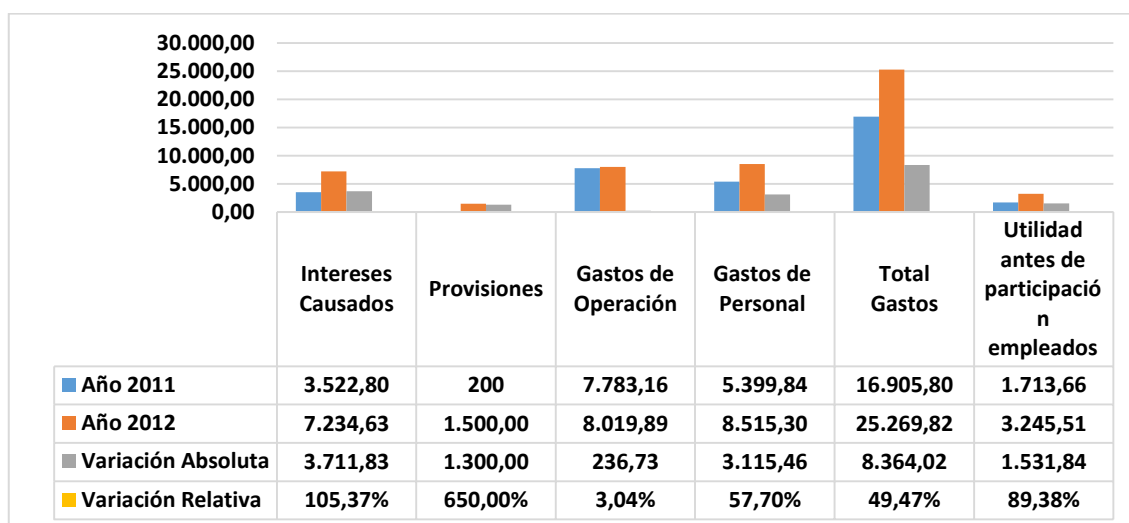 30.000,00
25.000,00
20.000,00
15.000,00
10.000,00
5.000,00
0,00
Intereses
Causados
Provisiones
Gastos de
Operación
Gastos de
Personal
Total
Gastos
Utilidad
antes de
participació
n
empleados
Año 2011 3.522,80 200 7.783,16 5.399,84 16.905,80 1.713,66
Año 2012 7.234,63 1.500,00 8.019,89 8.515,30 25.269,82 3.245,51
Variación Absoluta 3.711,83 1.300,00 236,73 3.115,46 8.364,02 1.531,84
Variación Relativa 105,37% 650,00% 3,04% 57,70% 49,47% 89,38%